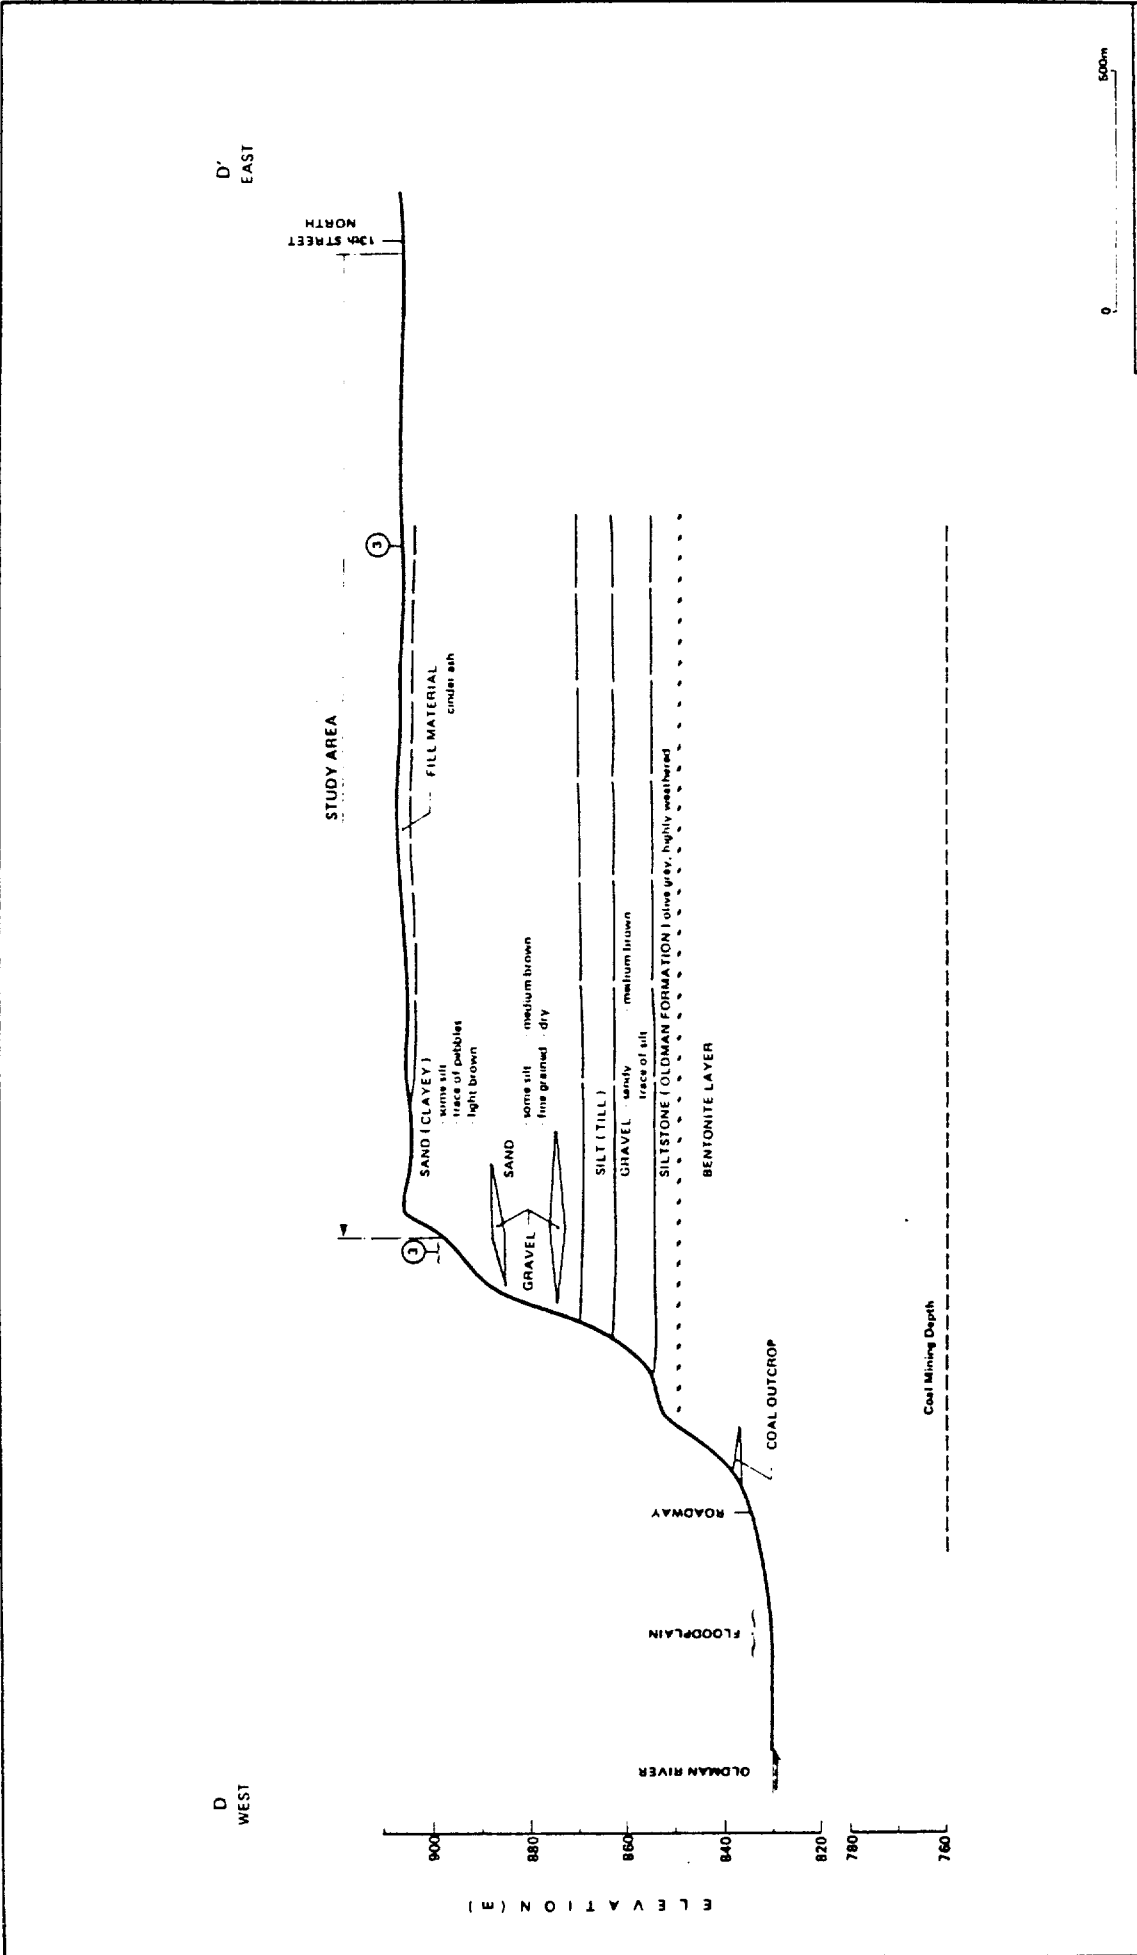 D
WEST
D'
EAST
STUDY AREA
13th STREET
NORTH
3
3
FILL MATERIAL
cinder ash
SAND (CLAYEY)
- some silt
- trace of pebbles
- light brown
SAND
- some silt - medium brown
- fine grained - dry
GRAVEL
SILT (TILL)
GRAVEL - sandy - medium brown
trace of silt
SILTSTONE (OLDMAN FORMATION) olive grey, highly weathered
BENTONITE LAYER
COAL OUTCROP
ROADWAY
FLOODPLAIN
OLDMAN RIVER
Coal Mining Depth
ELEVATION (m)
900
880
860
840
820
780
760
0
500m